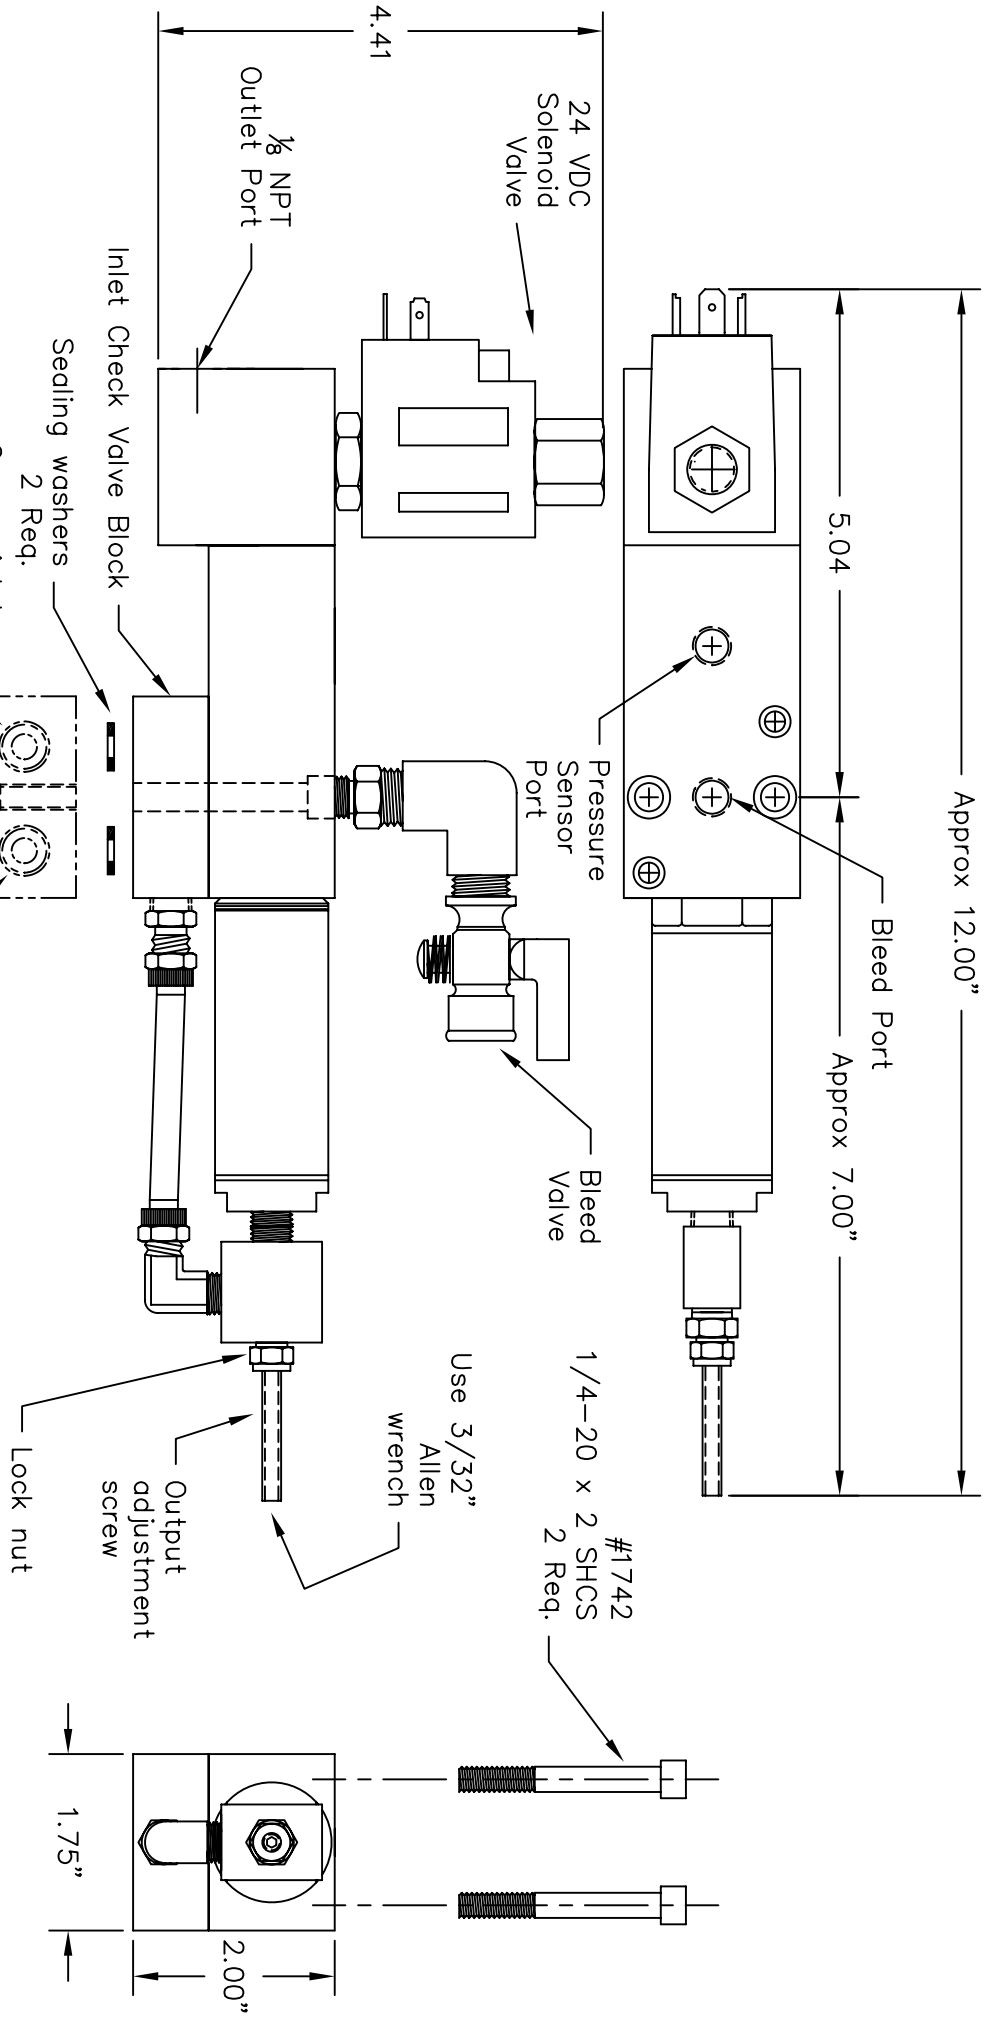 Approx 12.00”
5.04
Approx 7.00”
Bleed Port
Pressure
Sensor
Port
4.41
24 VDC
Solenoid
Valve
⅛ NPT
Outlet Port
Inlet Check Valve Block
Sealing washers
2 Req.
Bleed
Valve
#1742
1/4–20 x 2 SHCS
2 Req.
Use 3/32”
Allen
wrench
Output
adjustment
screw
Lock nut
1.75”
2.00”